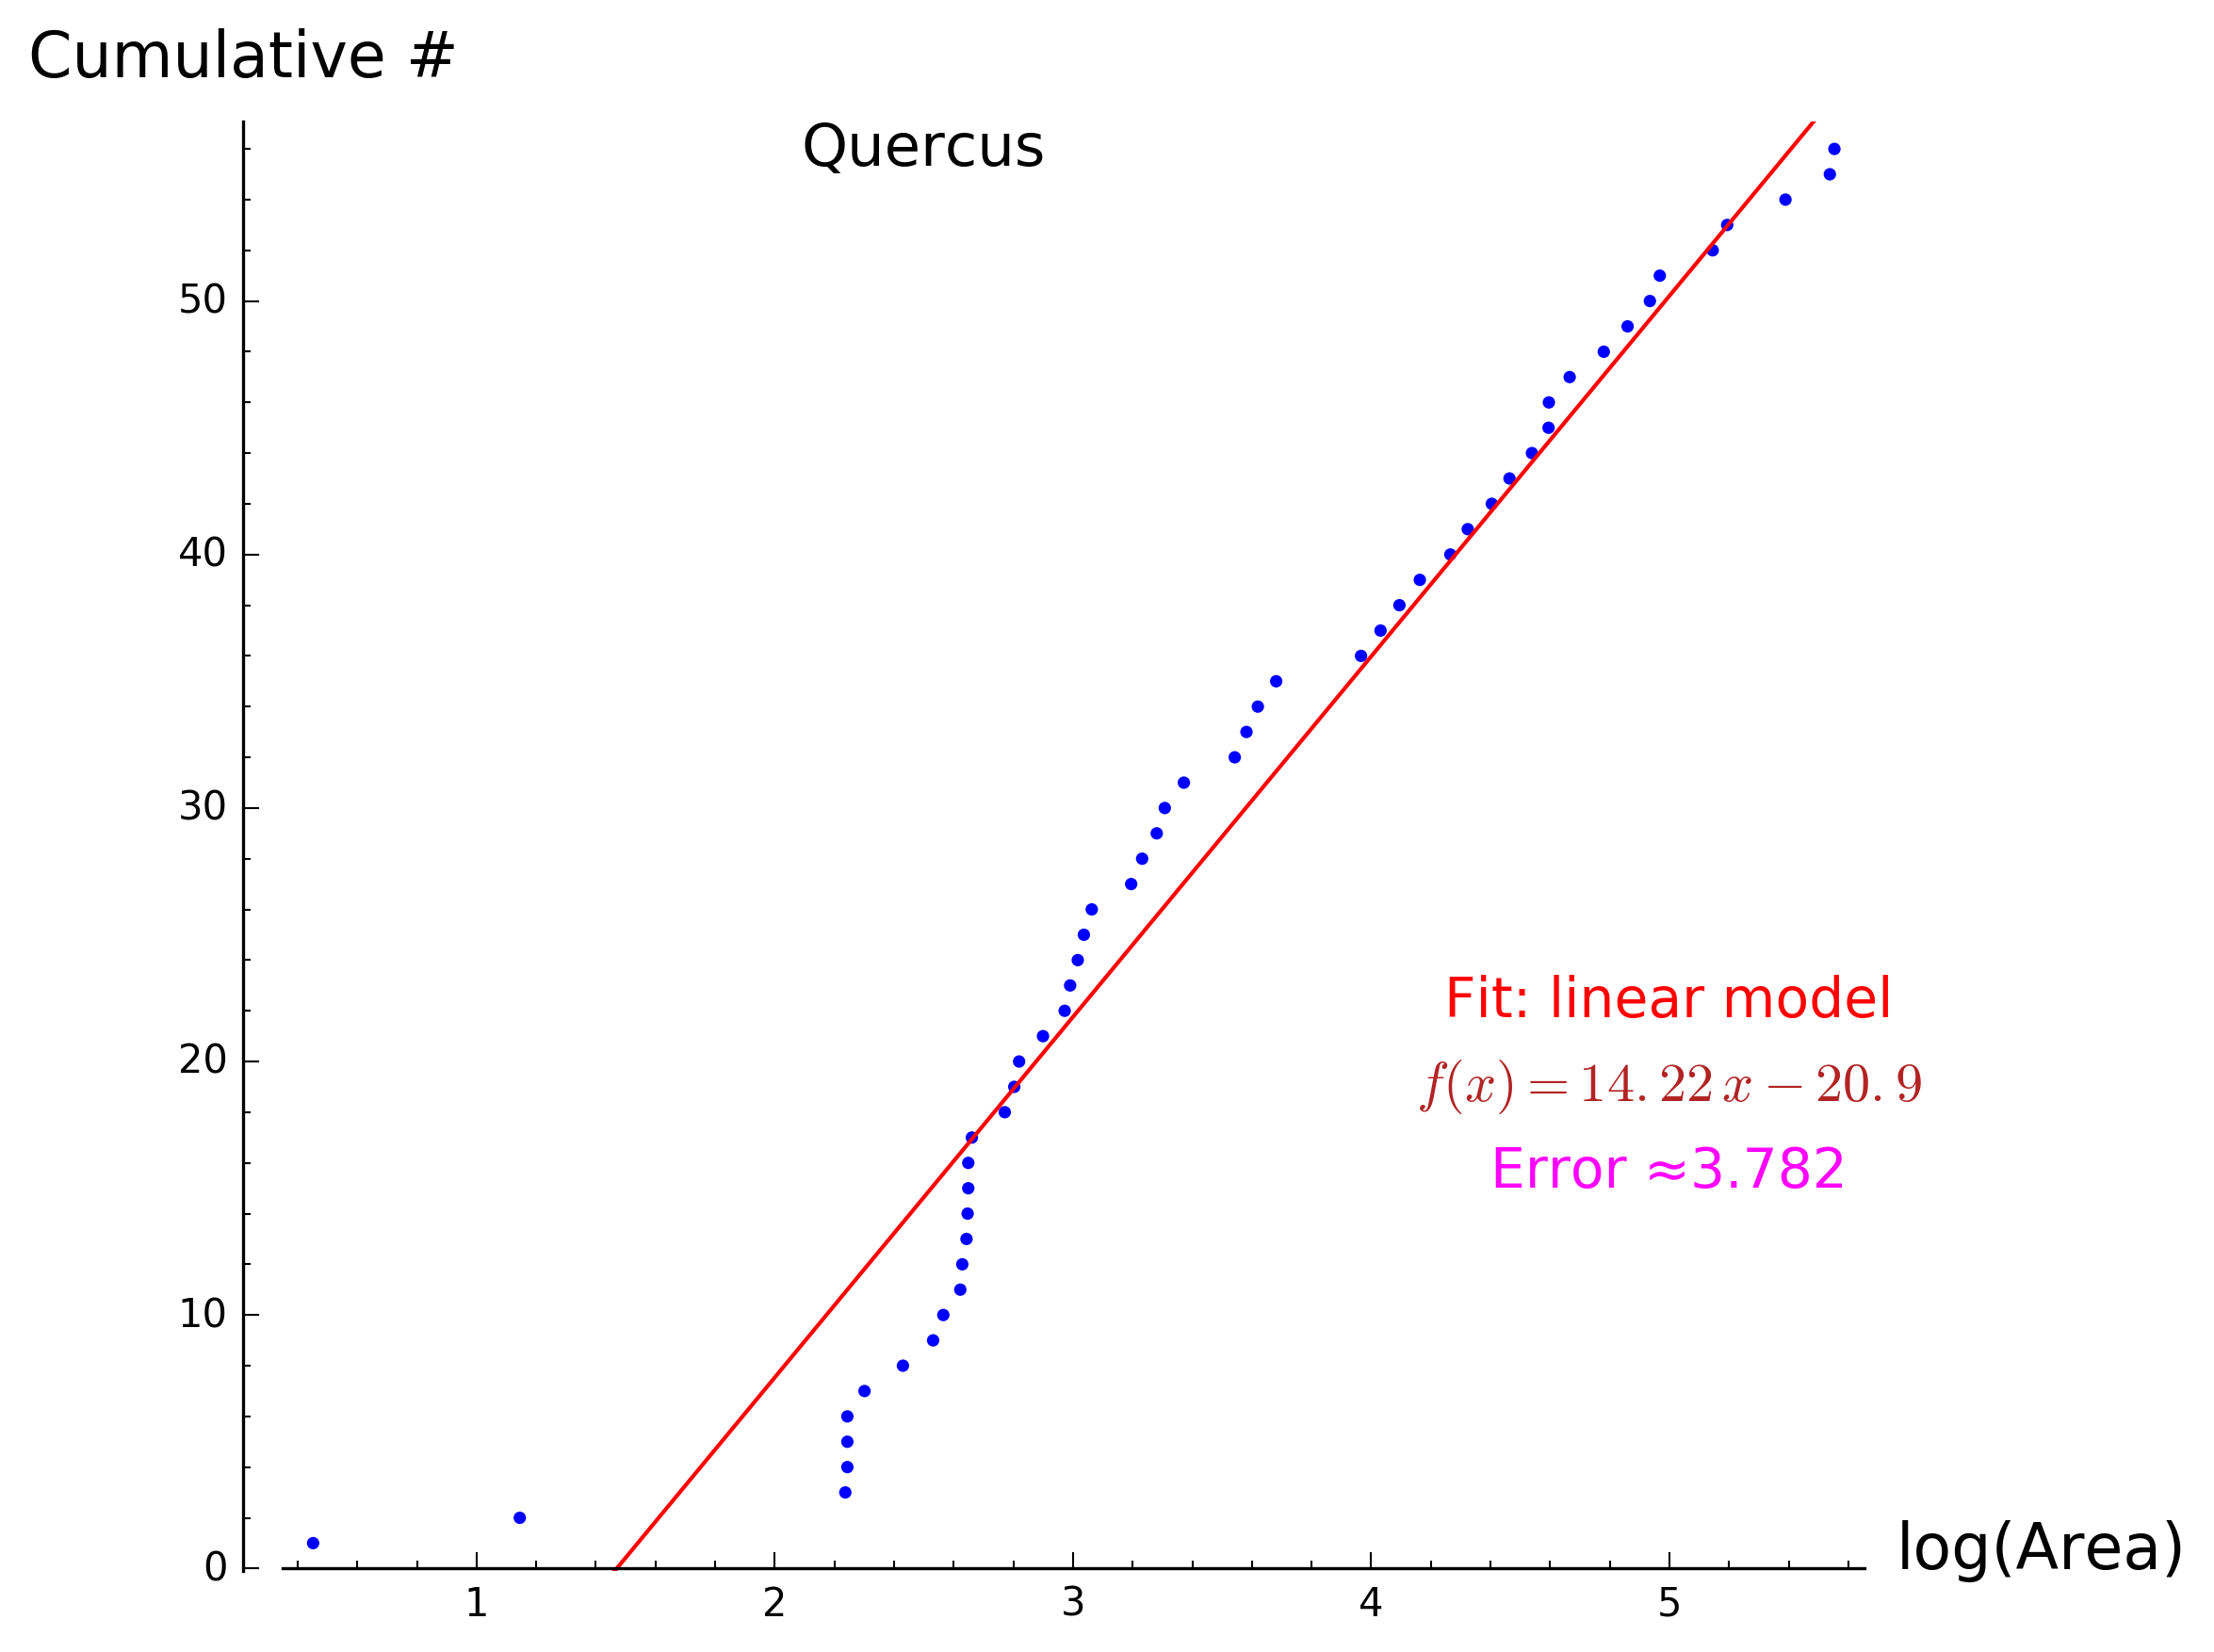 Cumulative #
Quercus
50
40
30
20
10
0
Fit: linear model
f(x) = 14.22 x − 20.9
Error ≈3.782
log(Area)
1 2 3 4 5